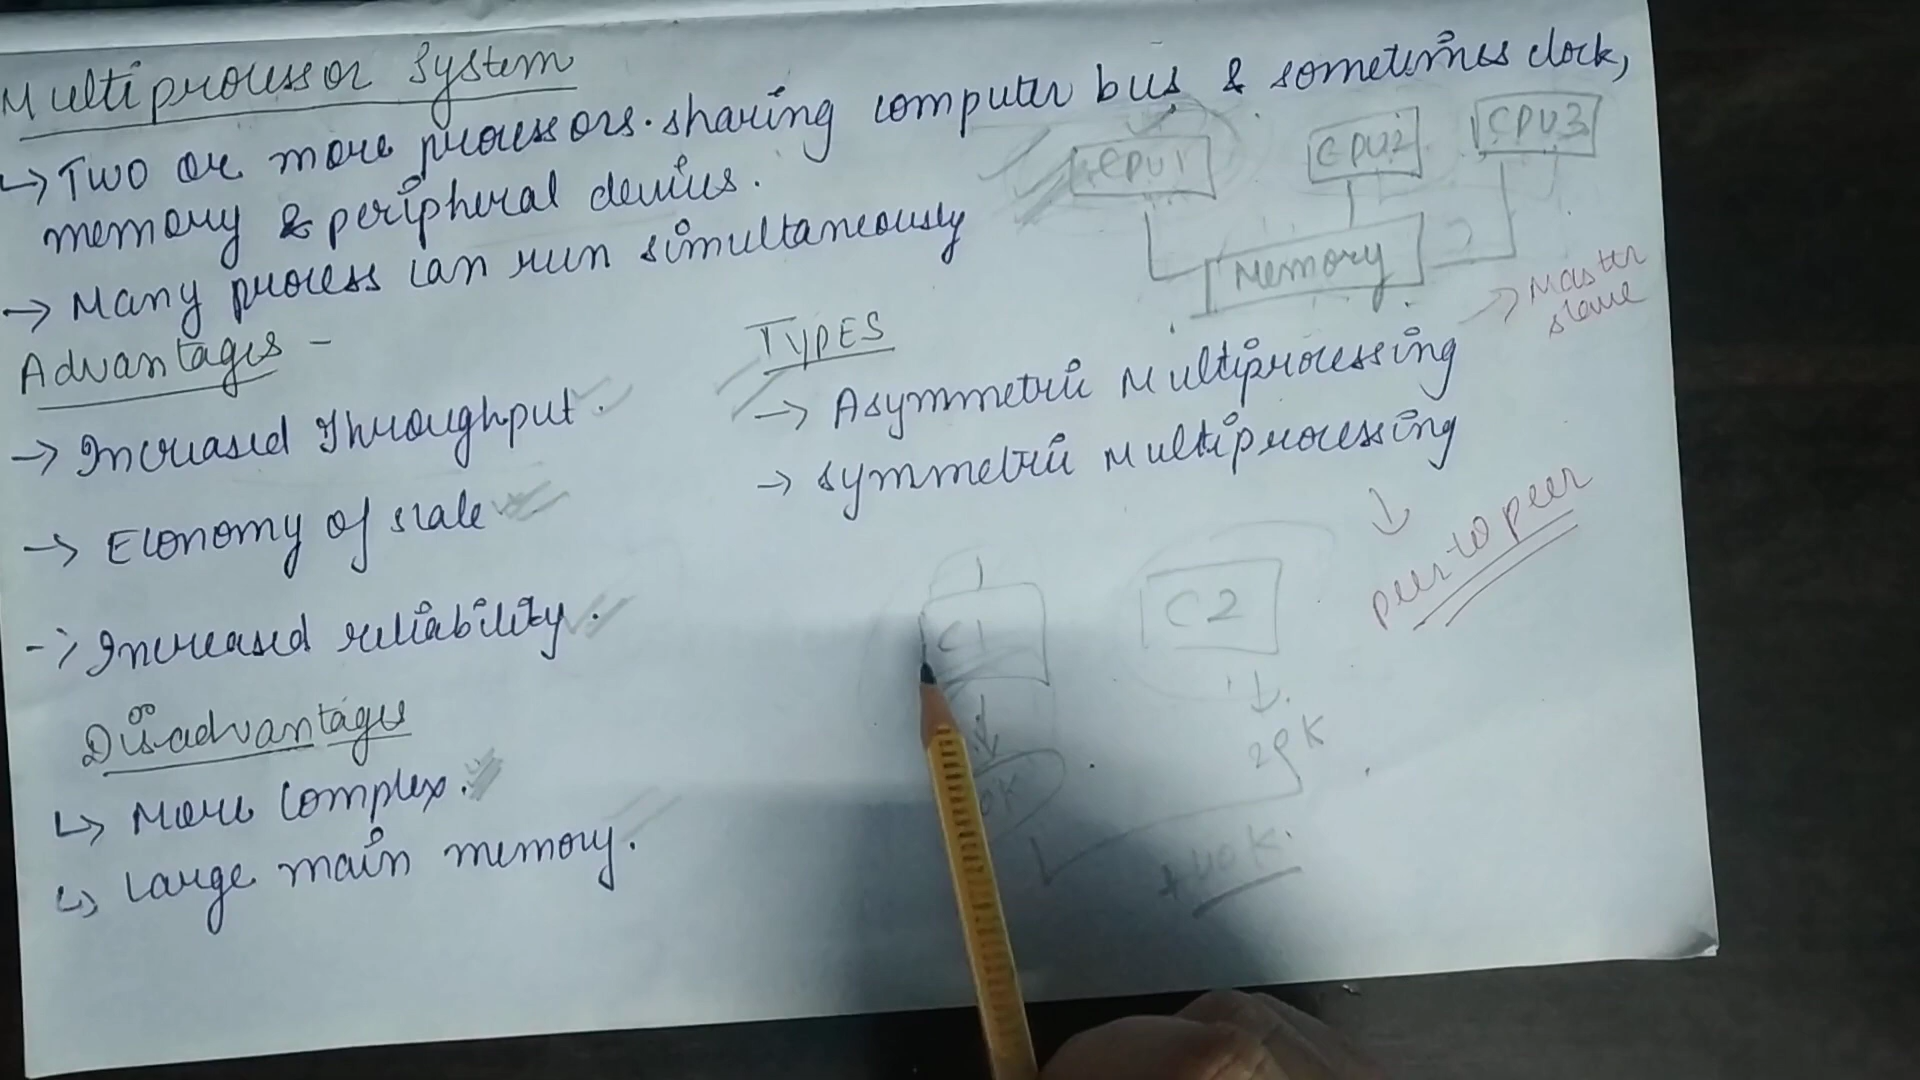 Multiprocessor System
↳ Two or more processors. sharing computer bus & sometimes clock,
memory & peripheral devices.
→ Many process can run simultaneously
CPU1
CPU2
CPU3
Memory
Advantages -
→ Increased Throughput.
→ Economy of scale
→ Increased reliability.
Disadvantages
↳ More Complex.
↳ Large main memory.
TYPES
→ Asymmetric Multiprocessing
→ Master slave
→ Symmetric Multiprocessing
↓
peer to peer
C1
C2
40K.